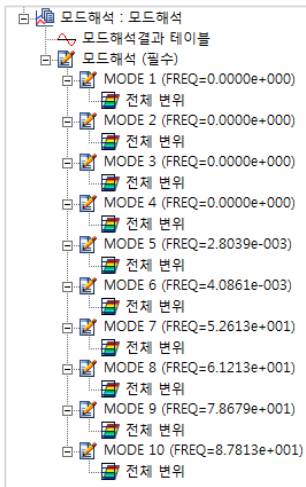 모드해석 : 모드해석
모드해석결과 테이블
모드해석 (필수)
MODE 1 (FREQ=0.0000e+000)
전체 변위
MODE 2 (FREQ=0.0000e+000)
전체 변위
MODE 3 (FREQ=0.0000e+000)
전체 변위
MODE 4 (FREQ=0.0000e+000)
전체 변위
MODE 5 (FREQ=2.8039e-003)
전체 변위
MODE 6 (FREQ=4.0861e-003)
전체 변위
MODE 7 (FREQ=5.2613e+001)
전체 변위
MODE 8 (FREQ=6.1213e+001)
전체 변위
MODE 9 (FREQ=7.8679e+001)
전체 변위
MODE 10 (FREQ=8.7813e+001)
전체 변위